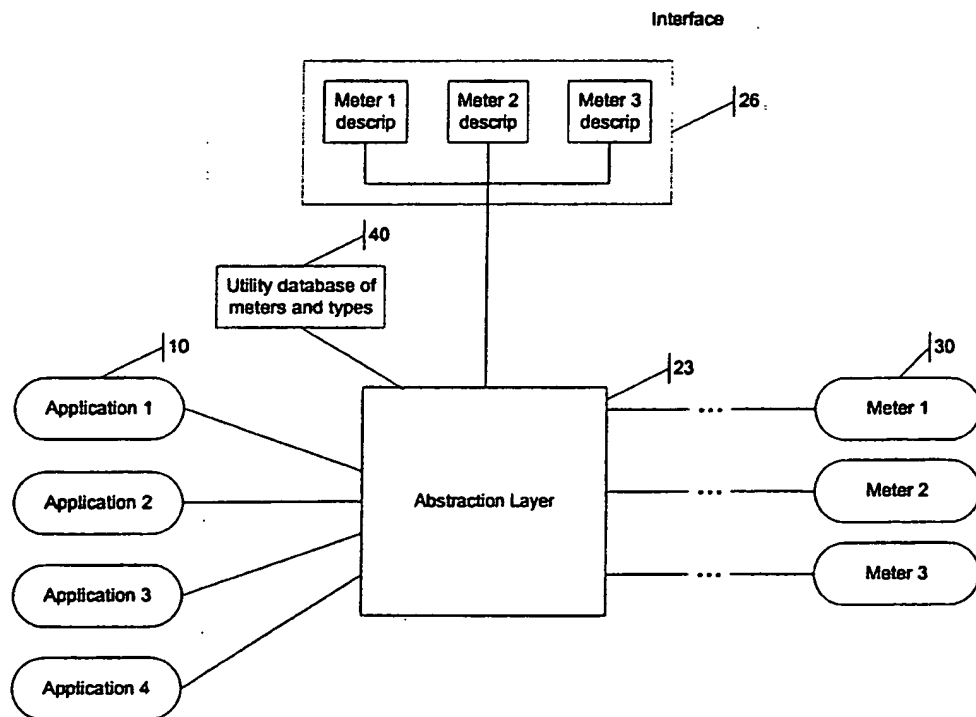 Interface
Meter 1
descrip
Meter 2
descrip
Meter 3
descrip
26
40
Utility database of
meters and types
10
23
30
Application 1
Meter 1
Application 2
Abstraction Layer
Meter 2
Application 3
Meter 3
Application 4
...
...
...